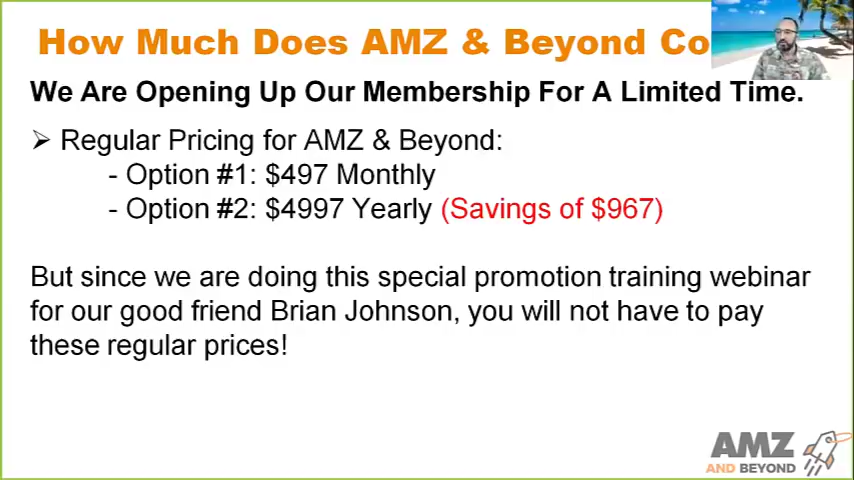 How Much Does AMZ & Beyond Co
We Are Opening Up Our Membership For A Limited Time.
➢ Regular Pricing for AMZ & Beyond:
- Option #1: $497 Monthly
- Option #2: $4997 Yearly (Savings of $967)
But since we are doing this special promotion training webinar
for our good friend Brian Johnson, you will not have to pay
these regular prices!
AMZ
AND BEYOND